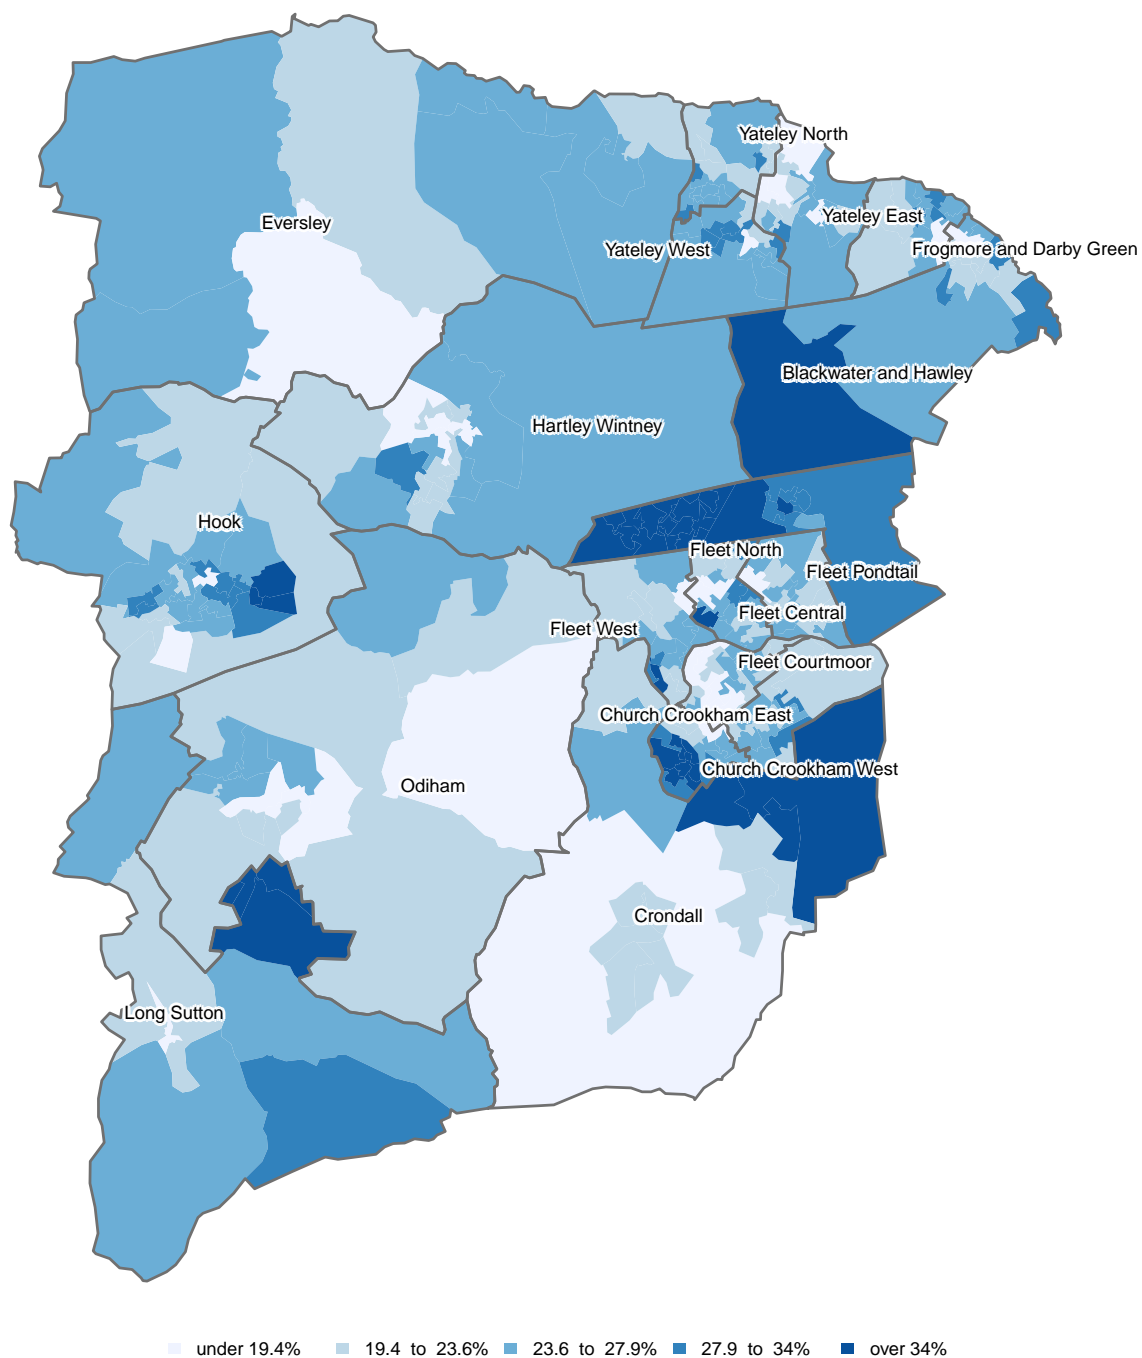 Yateley North
Yateley East
Eversley
Yateley West
Frogmore and Darby Green
Blackwater and Hawley
Hartley Wintney
Hook
Fleet North
Fleet Pondtail
Fleet Central
Fleet West
Fleet Courtmoor
Church Crookham East
Church Crookham West
Odiham
Crondall
Long Sutton
under 19.4% 19.4 to 23.6% 23.6 to 27.9% 27.9 to 34% over 34%